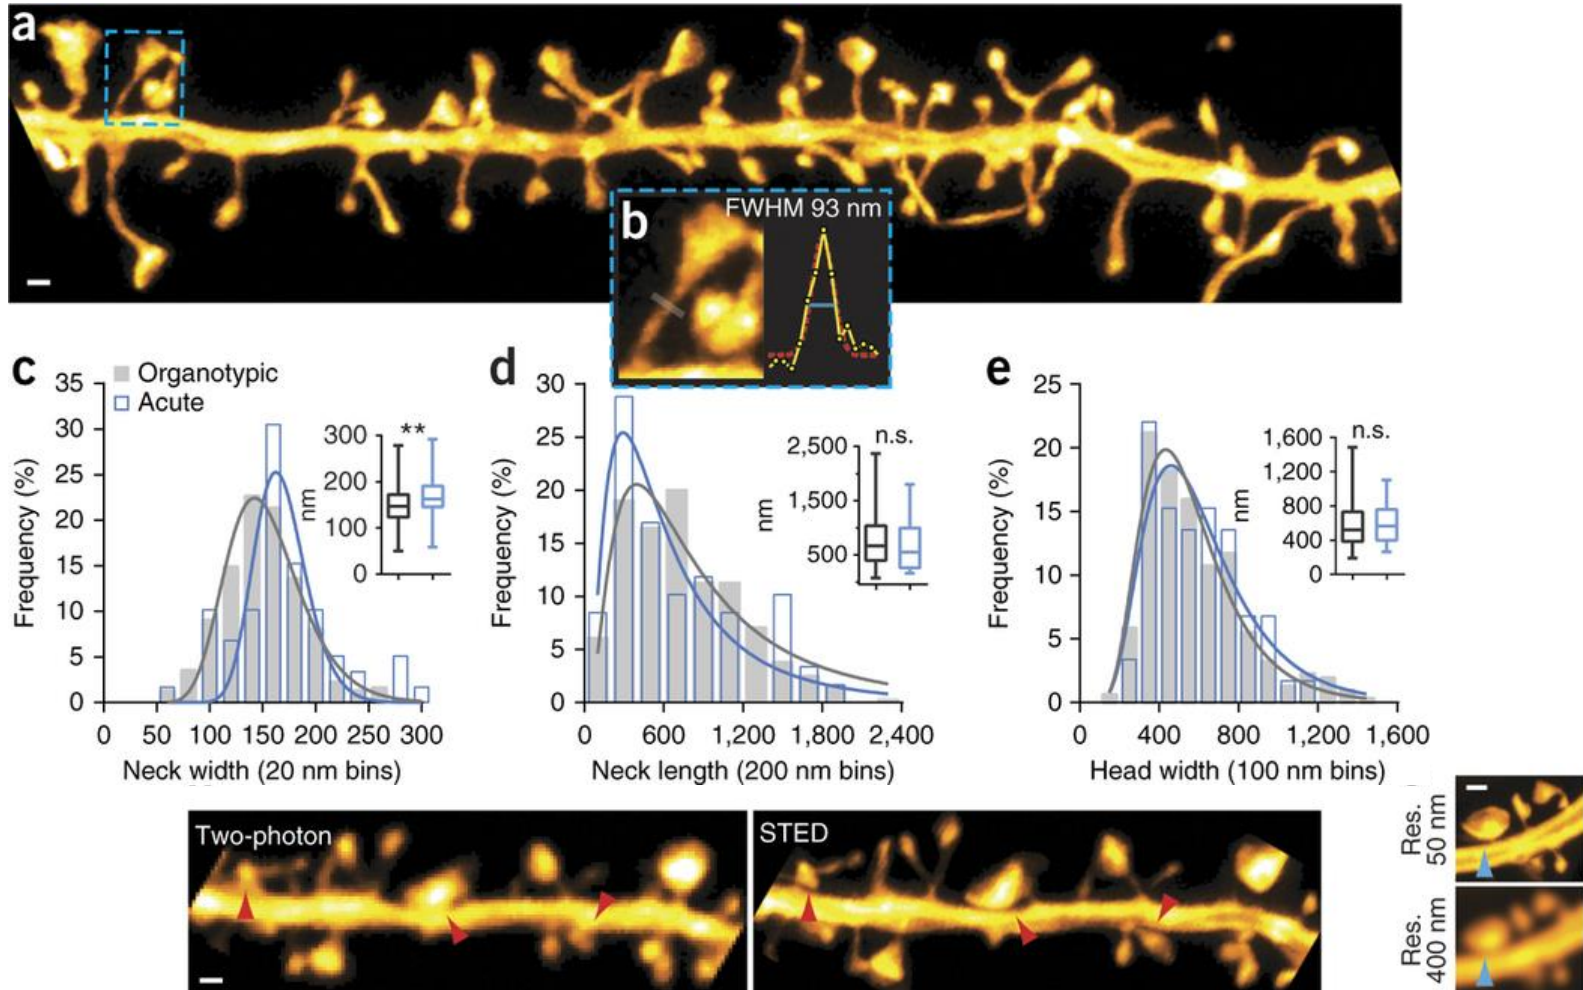 a
b
FWHM 93 nm
c
Organotypic
Acute
Frequency (%)
35
30
25
20
15
10
5
0
0 50 100 150 200 250 300
Neck width (20 nm bins)
**
nm
300
200
100
0
d
Frequency (%)
30
25
20
15
10
5
0
0 600 1,200 1,800 2,400
Neck length (200 nm bins)
n.s.
nm
2,500
1,500
500
e
Frequency (%)
25
20
15
10
5
0
0 400 800 1,200 1,600
Head width (100 nm bins)
n.s.
nm
1,600
1,200
800
400
0
Two-photon
STED
Res.
50 nm
Res.
400 nm